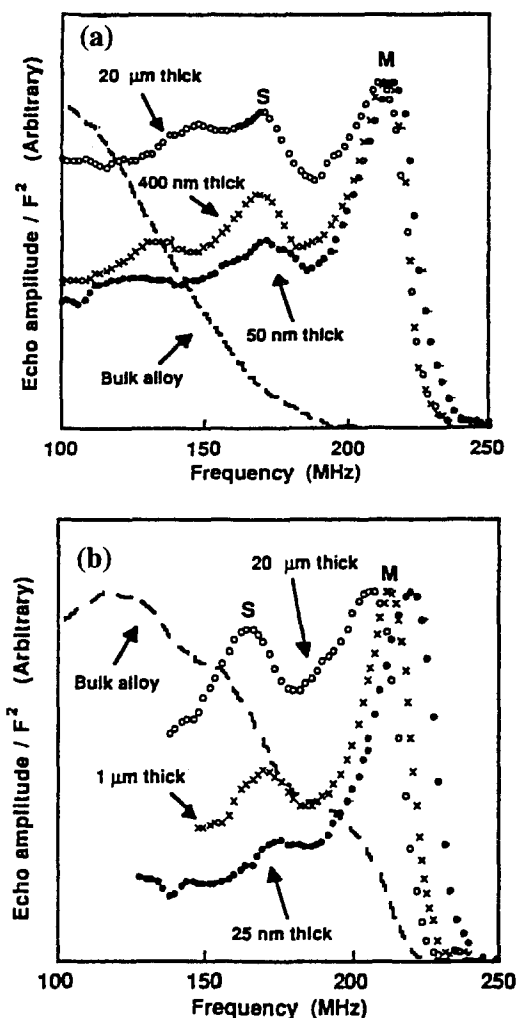 (a)
20 μm thick
S
M
400 nm thick
50 nm thick
Bulk alloy
Echo amplitude / F² (Arbitrary)
100 150 200 250
Frequency (MHz)
(b)
20 μm thick
M
S
Bulk alloy
1 μm thick
25 nm thick
Echo amplitude / F² (Arbitrary)
100 150 200 250
Frequency (MHz)